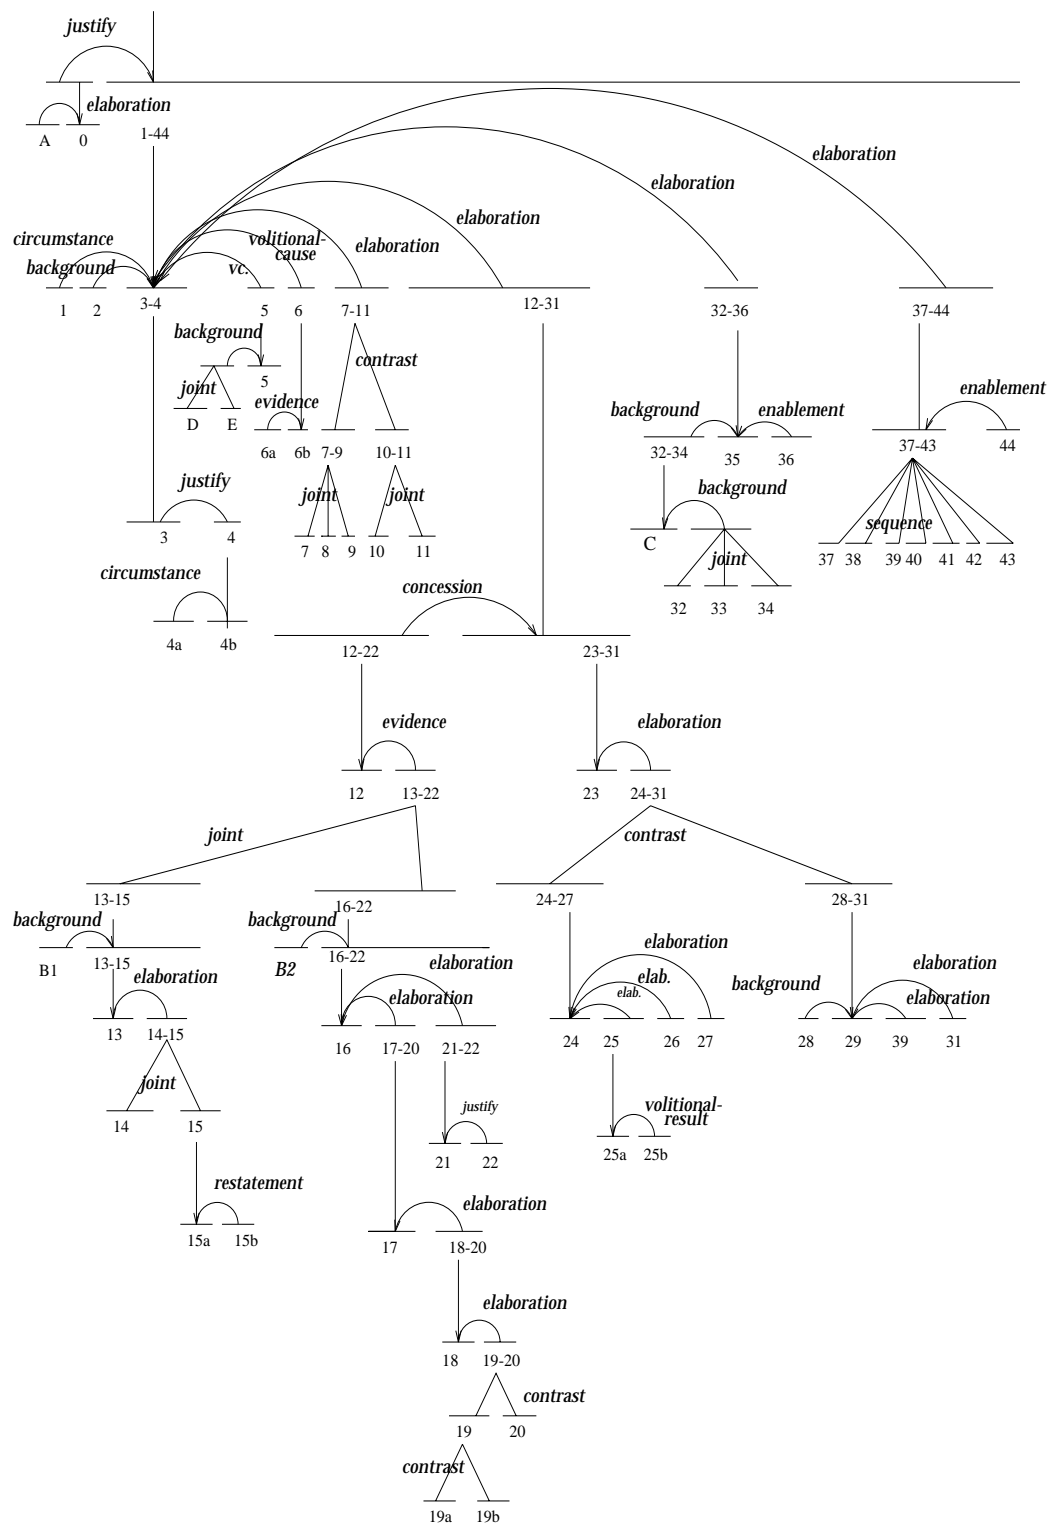 justify
elaboration
A 0 1-44
elaboration
elaboration
elaboration
circumstance volitional-
cause elaboration
background vc.
1 2 3-4 5 6 7-11 12-31 32-36 37-44
background
contrast
5
joint evidence enablement
background enablement
D E
6a 6b 7-9 10-11 32-34 35 36 37-43 44
justify background
joint joint
sequence
3 4 C
7 8 9 10 11 joint 37 38 39 40 41 42 43
circumstance concession
32 33 34
4a 4b 12-22 23-31
evidence elaboration
12 13-22 23 24-31
joint contrast
13-15 16-22 24-27 28-31
background background
B1 13-15 B2 16-22
elaboration elaboration elaboration elaboration
elab. background
elaboration elab. elaboration
13 14-15 16 17-20 21-22 24 25 26 27 28 29 39 31
joint
justify volitional-
result
14 15
21 22 25a 25b
restatement
elaboration
15a 15b 17 18-20
elaboration
18 19-20
contrast
19 20
contrast
19a 19b